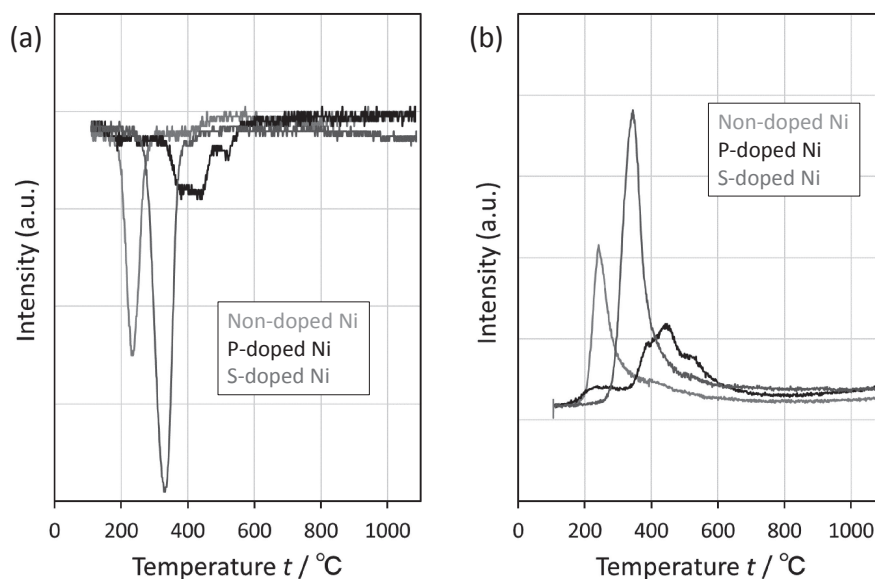 (a)
Intensity (a.u.)
Non-doped Ni
P-doped Ni
S-doped Ni
0 200 400 600 800 1000
Temperature t / °C
(b)
Intensity (a.u.)
Non-doped Ni
P-doped Ni
S-doped Ni
0 200 400 600 800 1000
Temperature t / °C